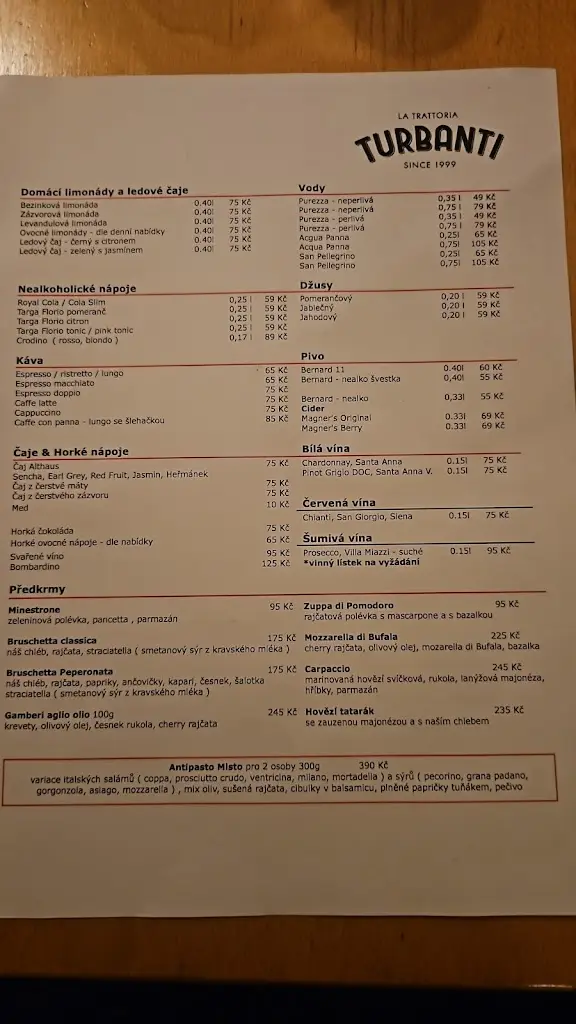 LA TRATTORIA
TURBANTI
SINCE 1999
Domácí limonády a ledové čaje
Bezinková limonáda 0.40l 75 Kč
Zázvorová limonáda 0.40l 75 Kč
Levandulová limonáda 0.40l 75 Kč
Ovocné limonády - dle denní nabídky 0.40l 75 Kč
Ledový čaj - černý s citronem 0.40l 75 Kč
Ledový čaj - zelený s jasmínem 0.40l 75 Kč
Vody
Purezza - neperlivá 0,35 l 49 Kč
Purezza - neperlivá 0,75 l 79 Kč
Purezza - perlivá 0,35 l 49 Kč
Purezza - perlivá 0,75 l 79 Kč
Acqua Panna 0,25l 65 Kč
Acqua Panna 0,75l 105 Kč
San Pellegrino 0,25l 65 Kč
San Pellegrino 0,75l 105 Kč
Nealkoholické nápoje
Royal Cola / Cola Slim 0,25 l 59 Kč
Targa Florio pomeranč 0,25 l 59 Kč
Targa Florio citron 0,25 l 59 Kč
Targa Florio tonic / pink tonic 0,25 l 59 Kč
Crodino ( rosso, biondo ) 0,17 l 89 Kč
Džusy
Pomerančový 0,20 l 59 Kč
Jablečný 0,20 l 59 Kč
Jahodový 0,20 l 59 Kč
Káva
Espresso / ristretto / lungo 65 Kč
Espresso macchiato 65 Kč
Espresso doppio 75 Kč
Caffe latte 75 Kč
Cappuccino 75 Kč
Caffe con panna - lungo se šlehačkou 85 Kč
Pivo
Bernard 11 0.40l 60 Kč
Bernard - nealko švestka 0,40l 55 Kč
Bernard - nealko 0,33l 55 Kč
Cider
Magner's Original 0.33l 69 Kč
Magner's Berry 0.33l 69 Kč
Čaje & Horké nápoje
Čaj Althaus 75 Kč
Sencha, Earl Grey, Red Fruit, Jasmin, Heřmánek
Čaj z čerstvé máty 75 Kč
Čaj z čerstvého zázvoru 75 Kč
Med 10 Kč
Horká čokoláda 75 Kč
Horké ovocné nápoje - dle nabídky 65 Kč
Svařené víno 95 Kč
Bombardino 125 Kč
Bílá vína
Chardonnay, Santa Anna 0.15l 75 Kč
Pinot Grigio DOC, Santa Anna V. 0.15l 75 Kč
Červená vína
Chianti, San Giorgio, Siena 0.15l 75 Kč
Šumivá vína
Prosecco, Villa Miazzi - suché 0.15l 95 Kč
*vinný lístek na vyžádání
Předkrmy
Minestrone 95 Kč
zeleninová polévka, pancetta , parmazán
Bruschetta classica 175 Kč
náš chléb, rajčata, straciatella ( smetanový sýr z kravského mléka )
Bruschetta Peperonata 175 Kč
náš chléb, rajčata, papriky, ančovičky, kapari, česnek, šalotka
straciatella ( smetanový sýr z kravského mléka )
Gamberi aglio olio 100g 245 Kč
krevety, olivový olej, česnek rukola, cherry rajčata
Zuppa di Pomodoro 95 Kč
rajčatová polévka s mascarpone a s bazalkou
Mozzarella di Bufala 225 Kč
cherry rajčata, olivový olej, mozarella di Bufala, bazalka
Carpaccio 245 Kč
marinovaná hovězí svíčková, rukola, lanýžová majonéza,
hříbky, parmazán
Hovězí tatarák 235 Kč
se zauzenou majonézou a s naším chlebem
Antipasto Misto pro 2 osoby 300g 390 Kč
variace italských salámů ( coppa, prosciutto crudo, ventricina, milano, mortadella ) a sýrů ( pecorino, grana padano,
gorgonzola, asiago, mozzarella ) , mix oliv, sušená rajčata, cibulky v balsamicu, plněné papričky tuňákem, pečivo